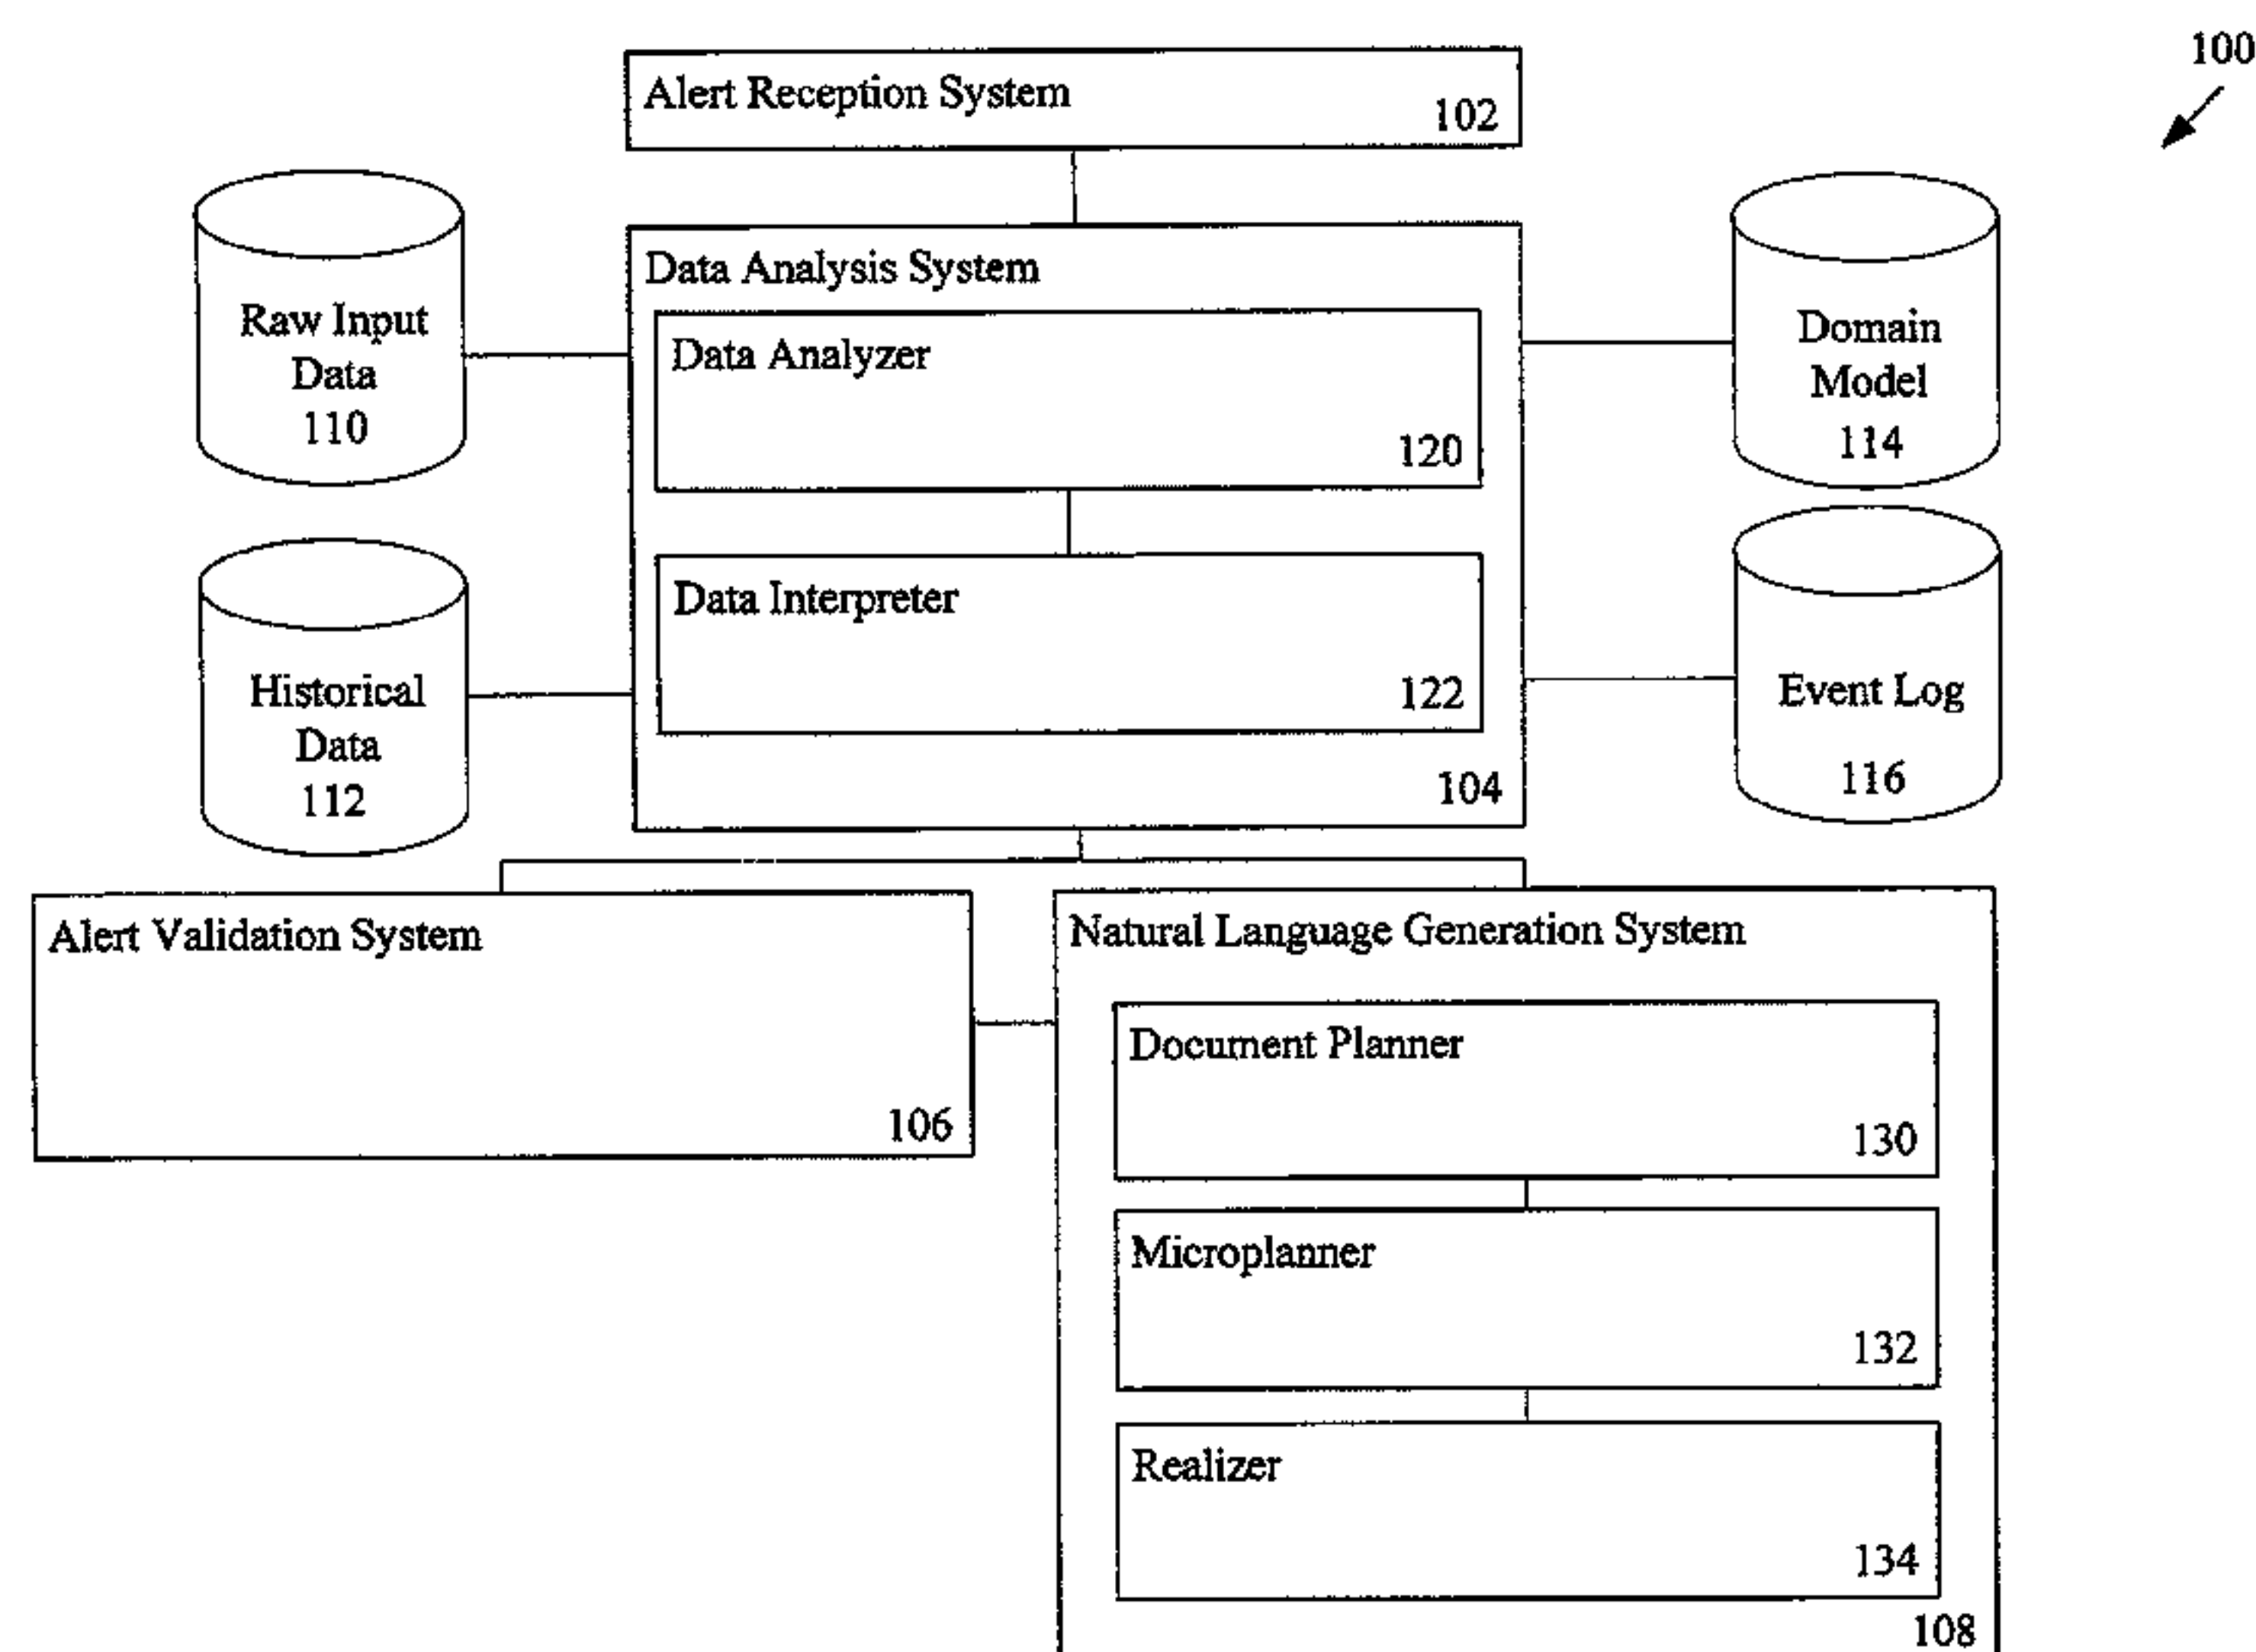 100
Alert Reception System
102
Raw Input
Data
110
Data Analysis System
Data Analyzer
120
Domain
Model
114
Historical
Data
112
Data Interpreter
122
104
Event Log
116
Alert Validation System
106
Natural Language Generation System
Document Planner
130
Microplanner
132
Realizer
134
108